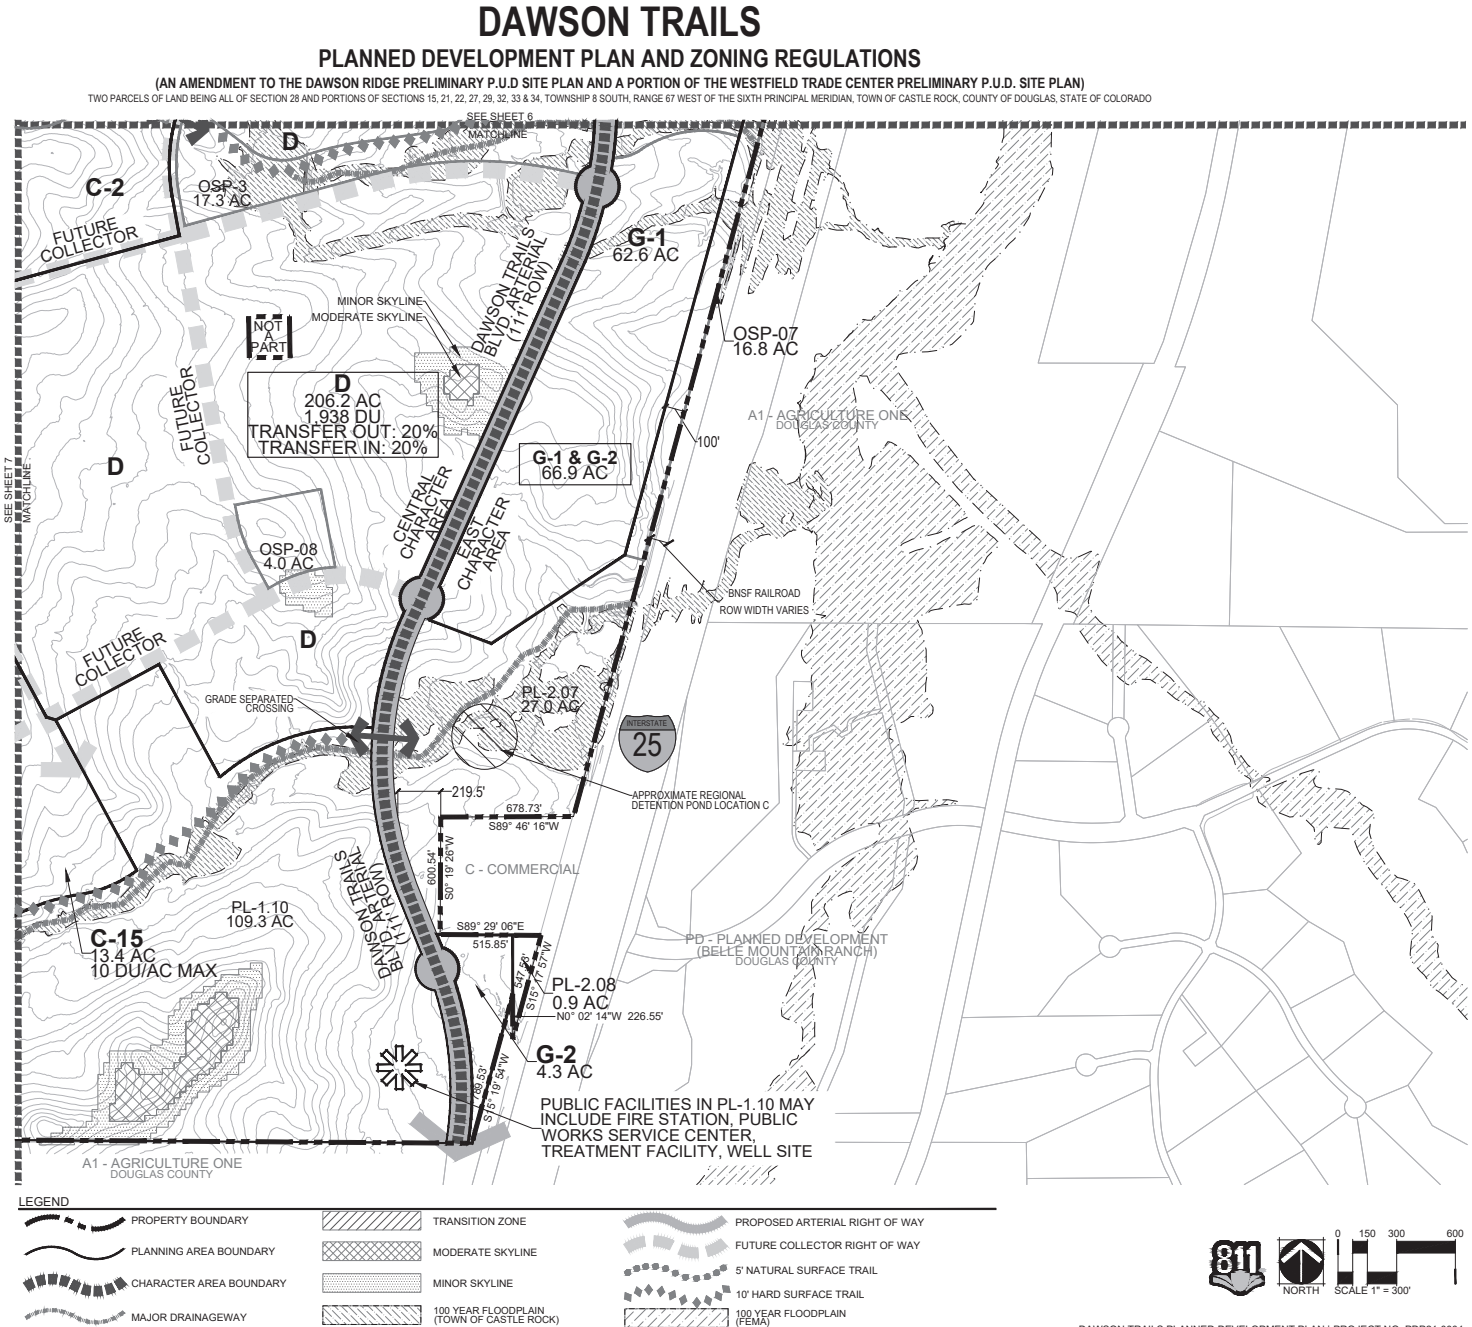 DAWSON TRAILS
PLANNED DEVELOPMENT PLAN AND ZONING REGULATIONS
(AN AMENDMENT TO THE DAWSON RIDGE PRELIMINARY P.U.D SITE PLAN AND A PORTION OF THE WESTFIELD TRADE CENTER PRELIMINARY P.U.D. SITE PLAN)
TWO PARCELS OF LAND BEING ALL OF SECTION 28 AND PORTIONS OF SECTIONS 15, 21, 22, 27, 29, 32, 33 & 34, TOWNSHIP 8 SOUTH, RANGE 67 WEST OF THE SIXTH PRINCIPAL MERIDIAN, TOWN OF CASTLE ROCK, COUNTY OF DOUGLAS, STATE OF COLORADO
SEE SHEET 6
MATCHLINE
D
C-2
OSP-3
17.3 AC
FUTURE
COLLECTOR
G-1
62.6 AC
DAWSON TRAILS
BLVD. ARTERIAL
(111' ROW)
MINOR SKYLINE
MODERATE SKYLINE
NOT
A
PART
OSP-07
16.8 AC
D
206.2 AC
1,938 DU
TRANSFER OUT: 20%
TRANSFER IN: 20%
FUTURE
COLLECTOR
A1 - AGRICULTURE ONE
DOUGLAS COUNTY
100'
G-1 & G-2
66.9 AC
D
SEE SHEET 7
MATCHLINE
CENTRAL
CHARACTER
AREA
EAST
CHARACTER
AREA
OSP-08
4.0 AC
BNSF RAILROAD
ROW WIDTH VARIES
D
FUTURE
COLLECTOR
GRADE SEPARATED
CROSSING
PL-2.07
27.0 AC
INTERSTATE
25
219.5'
APPROXIMATE REGIONAL
DETENTION POND LOCATION C
678.73'
S89° 46' 16"W
600.54'
S0° 19' 26"W
C - COMMERCIAL
DAWSON TRAILS
BLVD. ARTERIAL
(111' ROW)
PL-1.10
109.3 AC
S89° 29' 06"E
515.85'
C-15
13.4 AC
10 DU/AC MAX
PD - PLANNED DEVELOPMENT
(BELLE MOUNTAIN RANCH)
DOUGLAS COUNTY
547.56'
S15° 17' 57"W
PL-2.08
0.9 AC
N0° 02' 14"W 226.55'
G-2
4.3 AC
789.53'
S15° 19' 54"W
PUBLIC FACILITIES IN PL-1.10 MAY
INCLUDE FIRE STATION, PUBLIC
WORKS SERVICE CENTER,
TREATMENT FACILITY, WELL SITE
A1 - AGRICULTURE ONE
DOUGLAS COUNTY
LEGEND
PROPERTY BOUNDARY
PLANNING AREA BOUNDARY
CHARACTER AREA BOUNDARY
MAJOR DRAINAGEWAY
TRANSITION ZONE
MODERATE SKYLINE
MINOR SKYLINE
100 YEAR FLOODPLAIN
(TOWN OF CASTLE ROCK)
PROPOSED ARTERIAL RIGHT OF WAY
FUTURE COLLECTOR RIGHT OF WAY
5' NATURAL SURFACE TRAIL
10' HARD SURFACE TRAIL
100 YEAR FLOODPLAIN
(FEMA)
811
NORTH
0 150 300 600
SCALE 1" = 300'